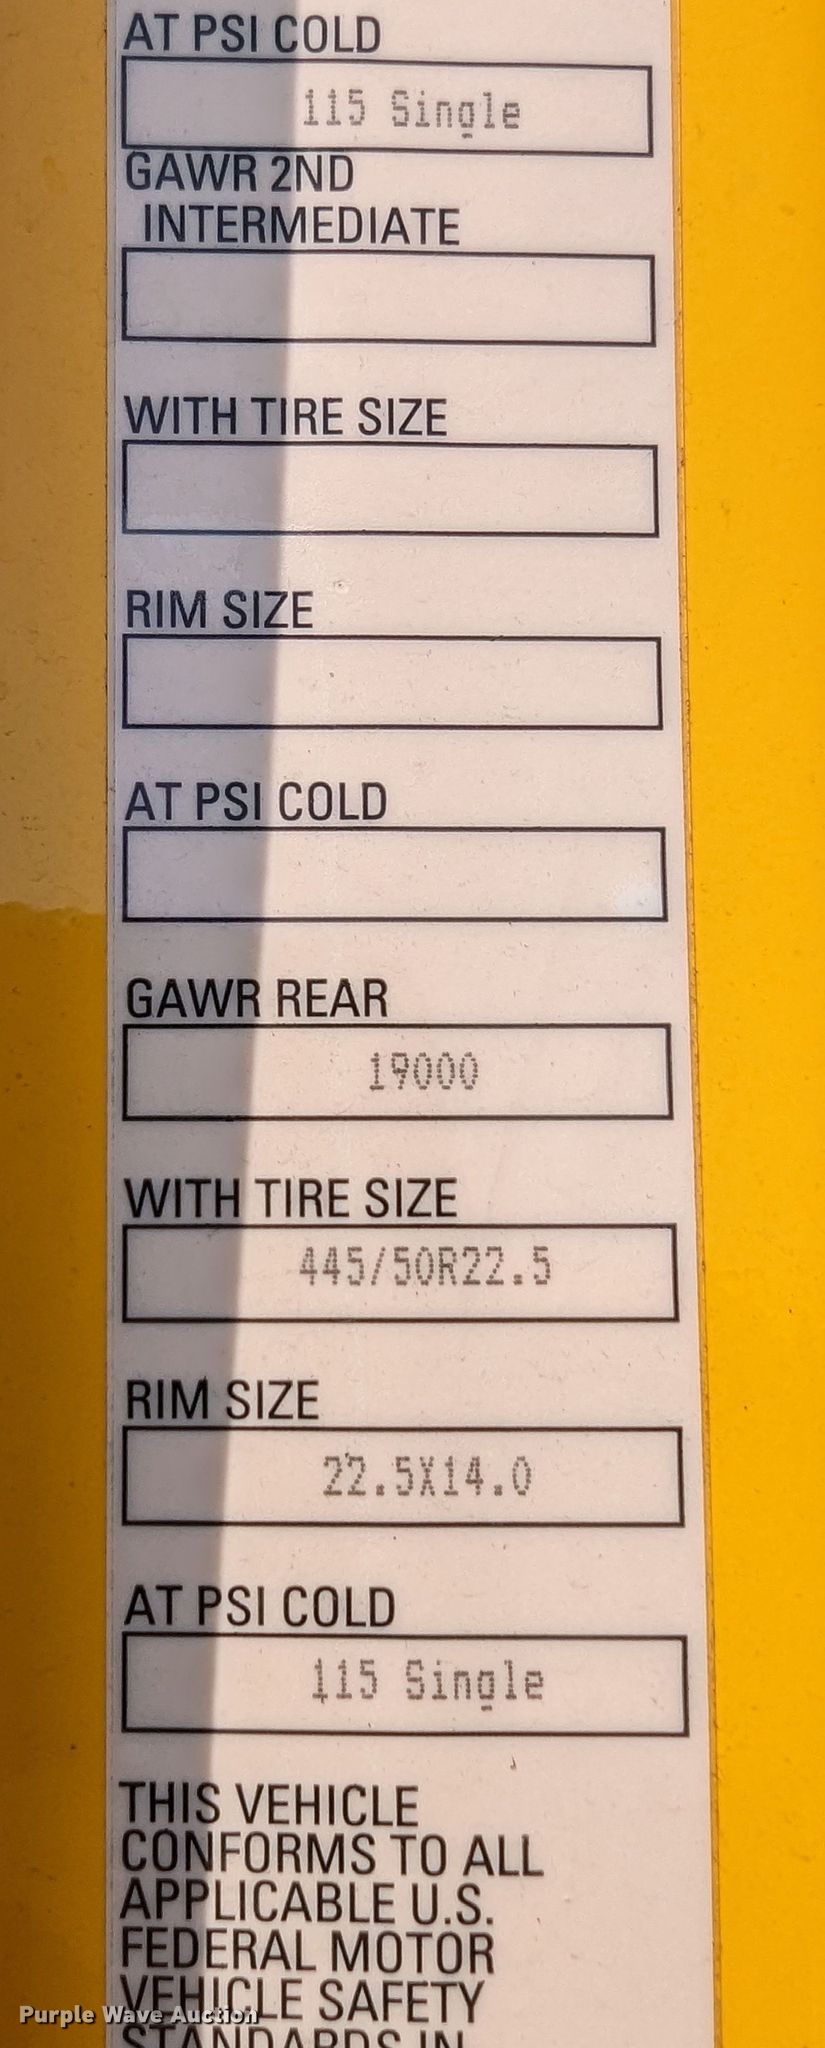 AT PSI COLD
115 Single
GAWR 2ND
INTERMEDIATE
WITH TIRE SIZE
RIM SIZE
AT PSI COLD
GAWR REAR
19000
WITH TIRE SIZE
445/50R22.5
RIM SIZE
22.5X14.0
AT PSI COLD
115 Single
THIS VEHICLE
CONFORMS TO ALL
APPLICABLE U.S.
FEDERAL MOTOR
VEHICLE SAFETY
STANDARDS IN
Purple Wave Auction